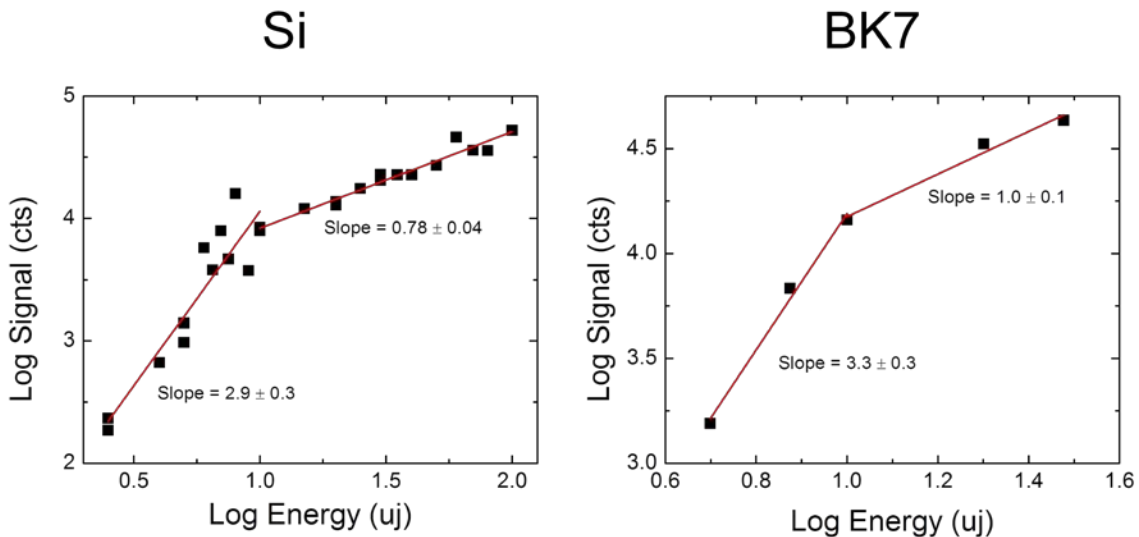 Si
BK7
5
4
3
2
Log Signal (cts)
Slope = 0.78 ± 0.04
Slope = 2.9 ± 0.3
0.5
1.0
1.5
2.0
Log Energy (uj)
4.5
4.0
3.5
3.0
Log Signal (cts)
Slope = 1.0 ± 0.1
Slope = 3.3 ± 0.3
0.6
0.8
1.0
1.2
1.4
1.6
Log Energy (uj)